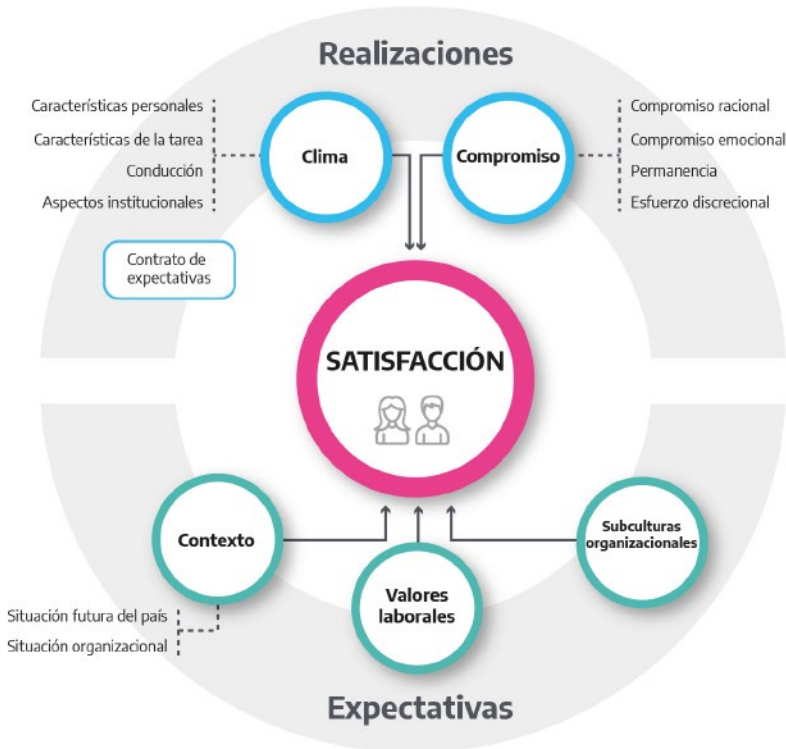 Realizaciones
Características personales
Características de la tarea
Conducción
Aspectos institucionales
Clima
Compromiso
Compromiso racional
Compromiso emocional
Permanencia
Esfuerzo discrecional
Contrato de
expectativas
SATISFACCIÓN
Contexto
Situación futura del país
Situación organizacional
Valores
laborales
Subculturas
organizacionales
Expectativas